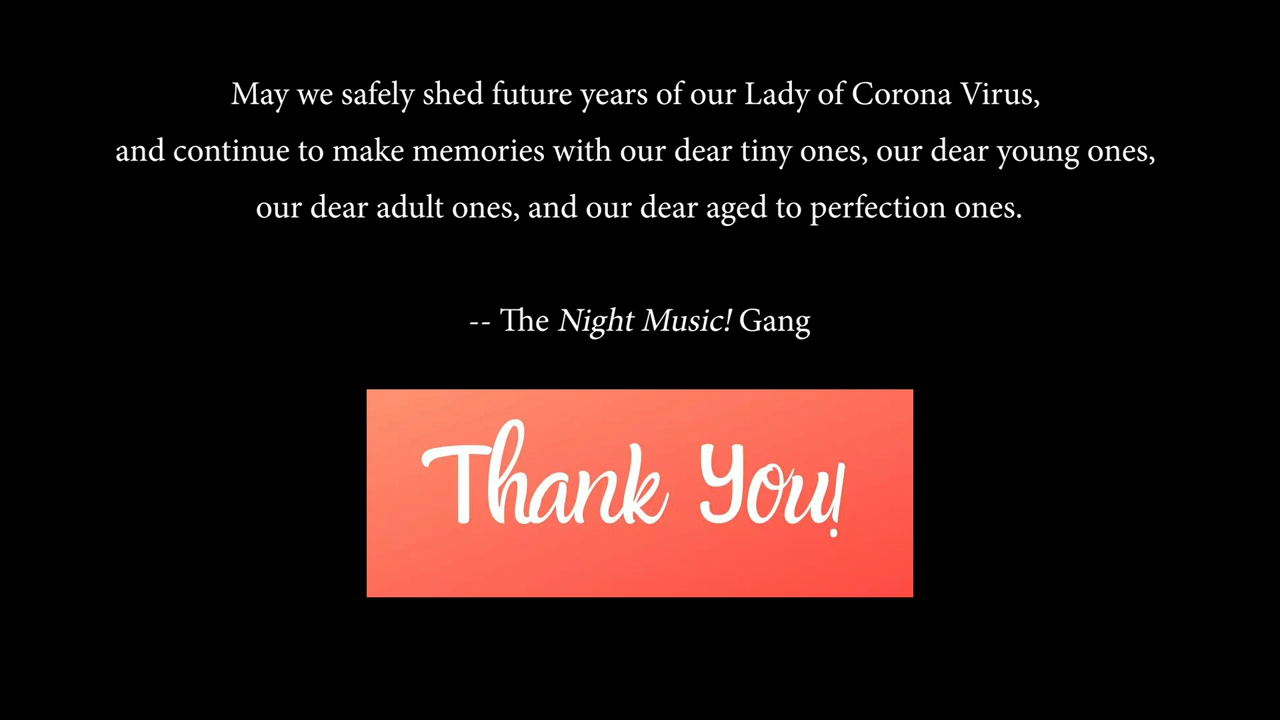 May we safely shed future years of our Lady of Corona Virus,
and continue to make memories with our dear tiny ones, our dear young ones,
our dear adult ones, and our dear aged to perfection ones.
-- The Night Music! Gang
Thank You!